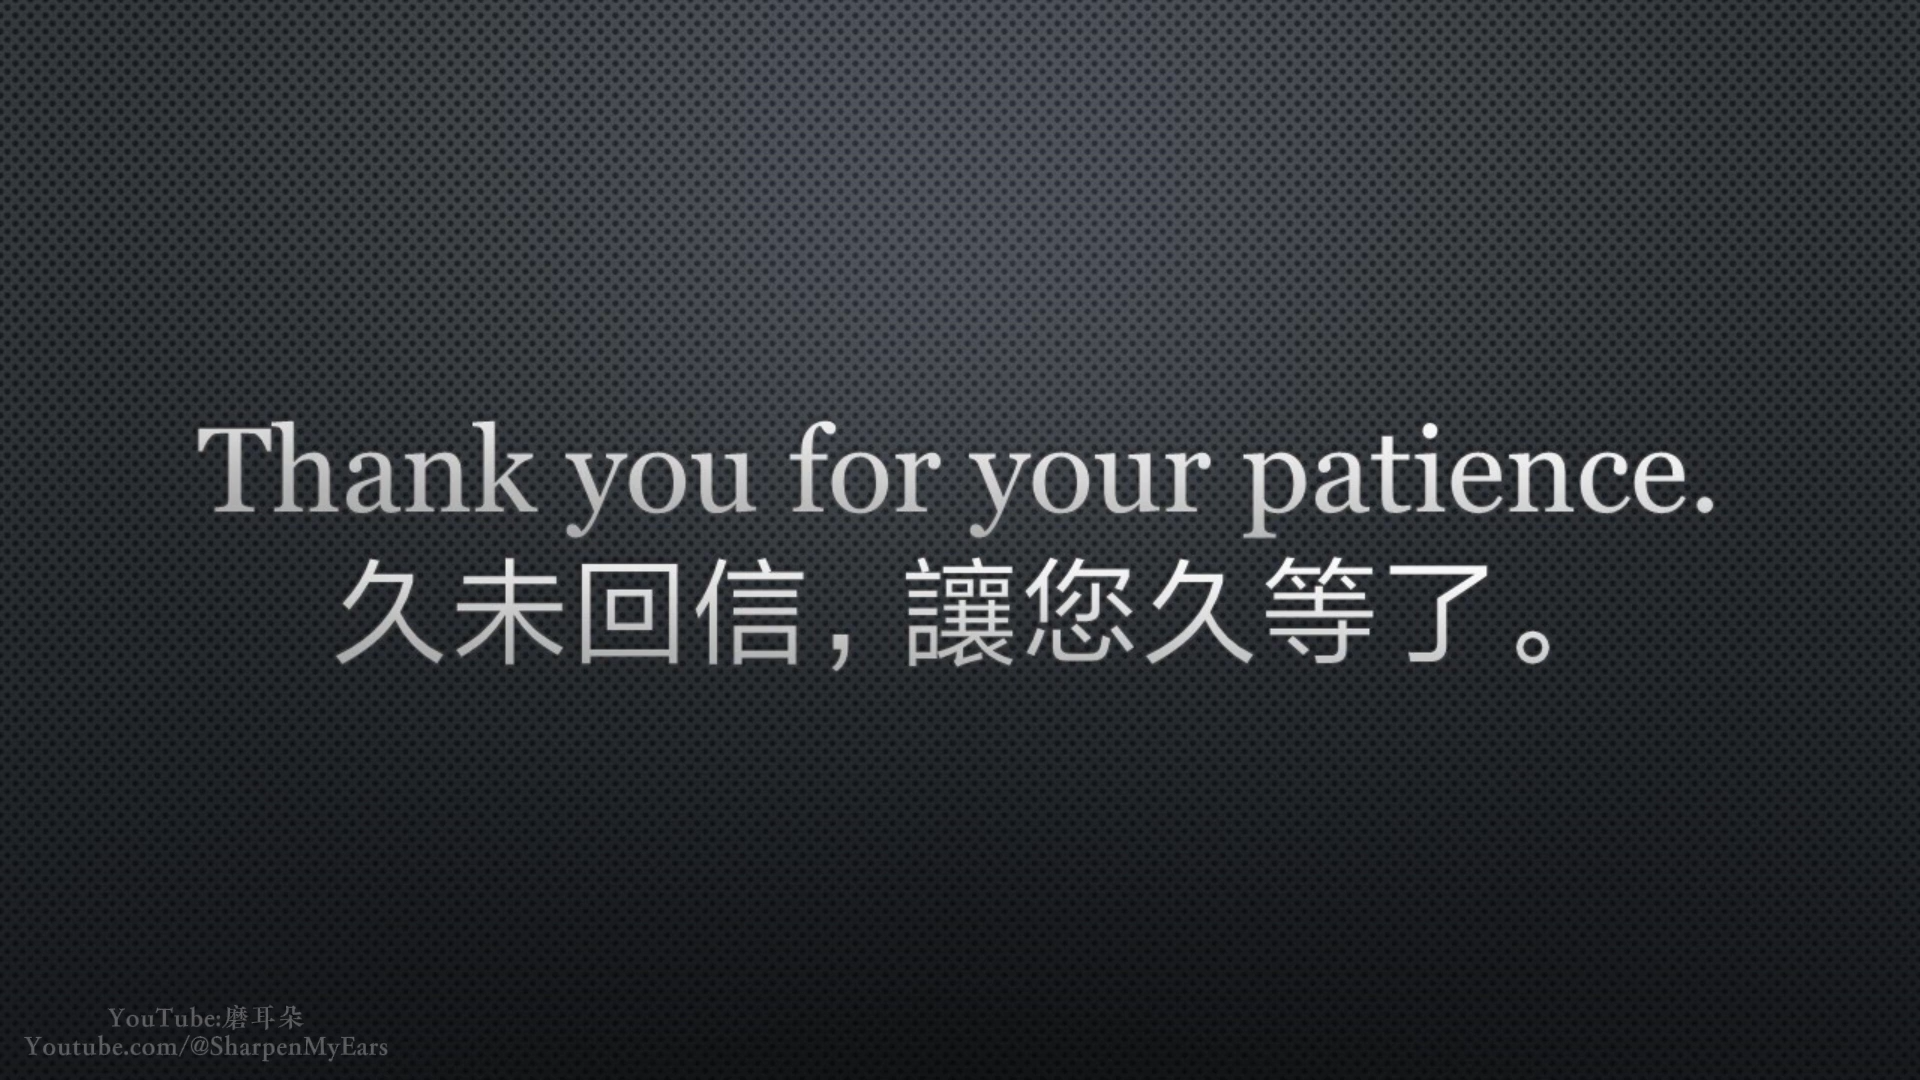 Thank you for your patience.
久未回信，讓您久等了。
YouTube:磨耳朵
Youtube.com/@SharpenMyEars